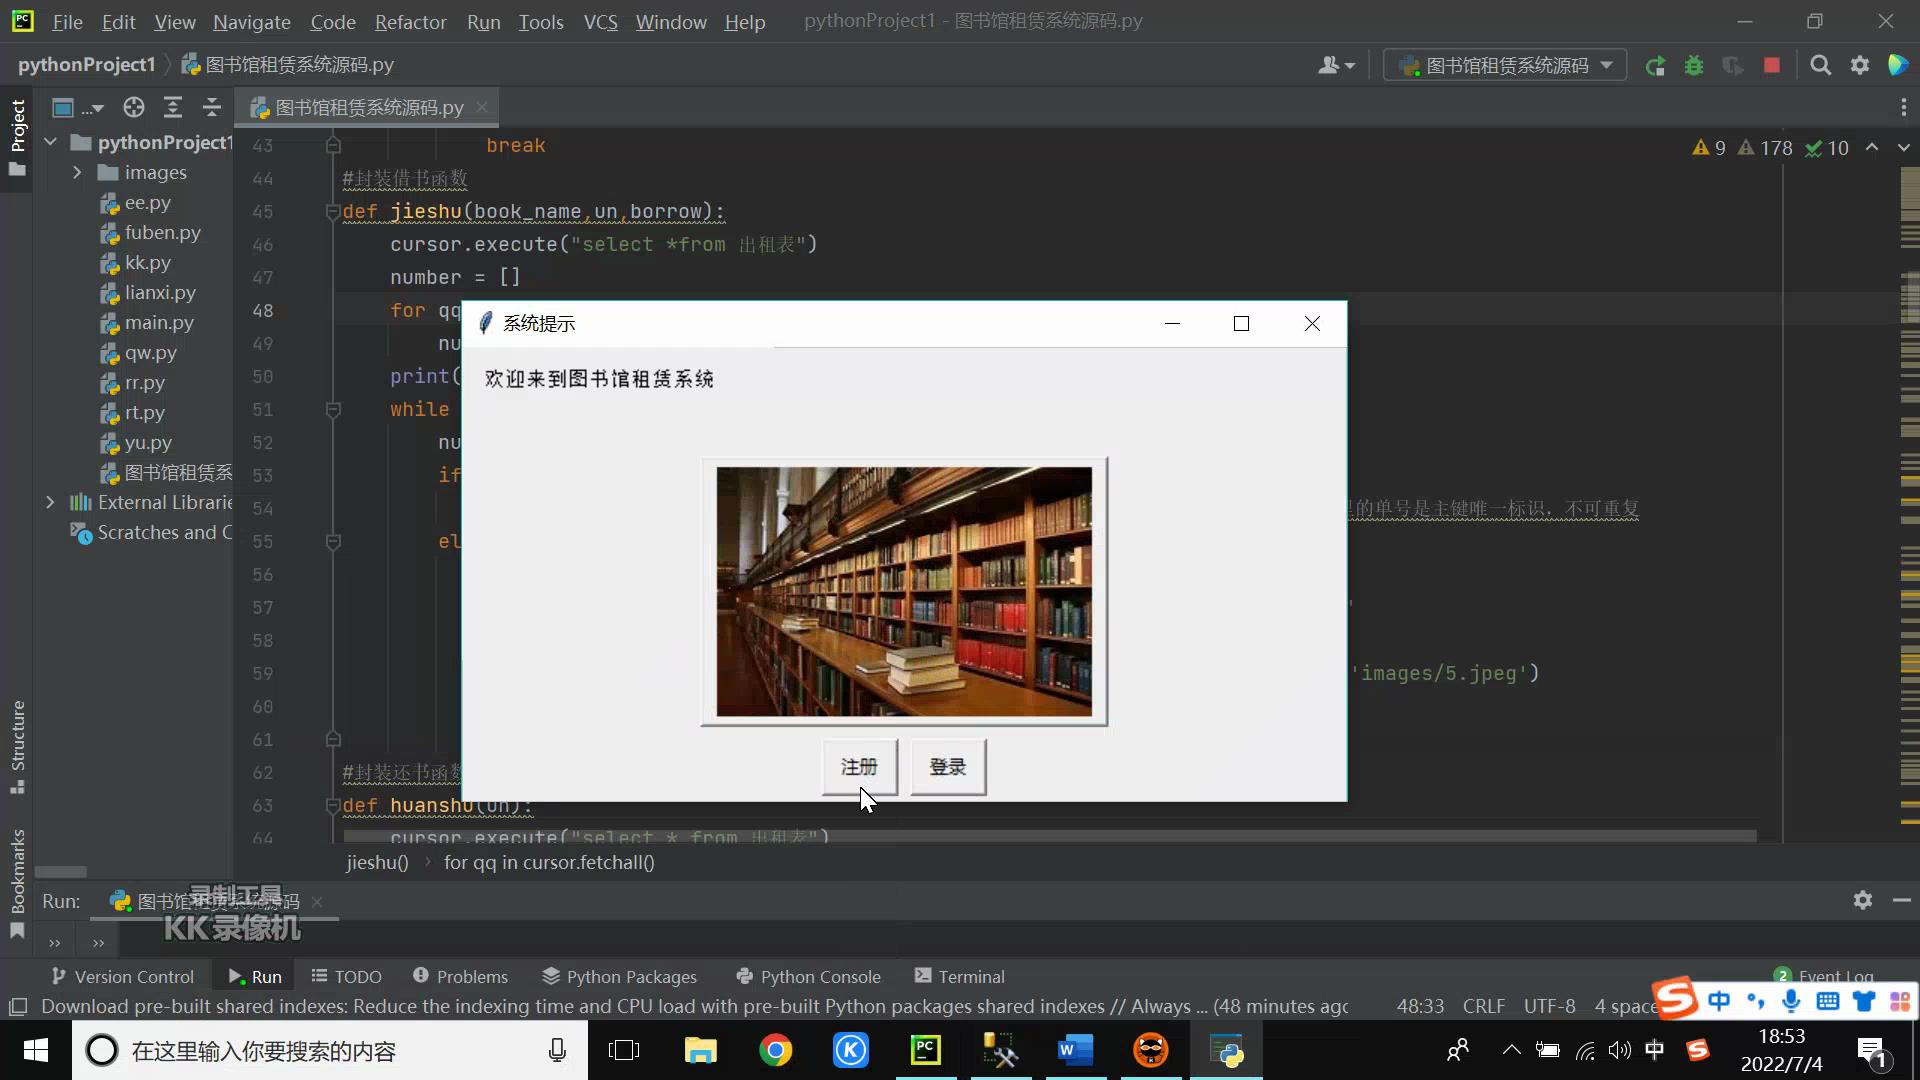 File Edit View Navigate Code Refactor Run Tools VCS Window Help pythonProject1 - 图书馆租赁系统源码.py
pythonProject1 图书馆租赁系统源码.py 图书馆租赁系统源码
Project
... 图书馆租赁系统源码.py
pythonProject1
images
ee.py
fuben.py
kk.py
lianxi.py
main.py
qw.py
rr.py
rt.py
yu.py
图书馆租赁系
External Librarie
Scratches and C
9 178 10
43 break
44 #封装借书函数
45 def jieshu(book_name,un,borrow):
46 cursor.execute("select *from 出租表")
47 number = []
48 for qq
49 nu
50 print(
51 while
52 nu
53 if
54 的单号是主键唯一标识，不可重复
55 el
56
57 '
58
59 'images/5.jpeg')
60
61
62 #封装还书函数
63 def huanshu(un):
64 cursor.execute("select * from 出租表")
系统提示
欢迎来到图书馆租赁系统
注册 登录
jieshu() for qq in cursor.fetchall()
Structure
Bookmarks
Run: 图书馆租赁系统源码
录制工具
KK录像机
Version Control Run TODO Problems Python Packages Python Console Terminal 2 Event Log
Download pre-built shared indexes: Reduce the indexing time and CPU load with pre-built Python packages shared indexes // Always ... (48 minutes ago 48:33 CRLF UTF-8 4 space
中
在这里输入你要搜索的内容
中
18:53
2022/7/4
1